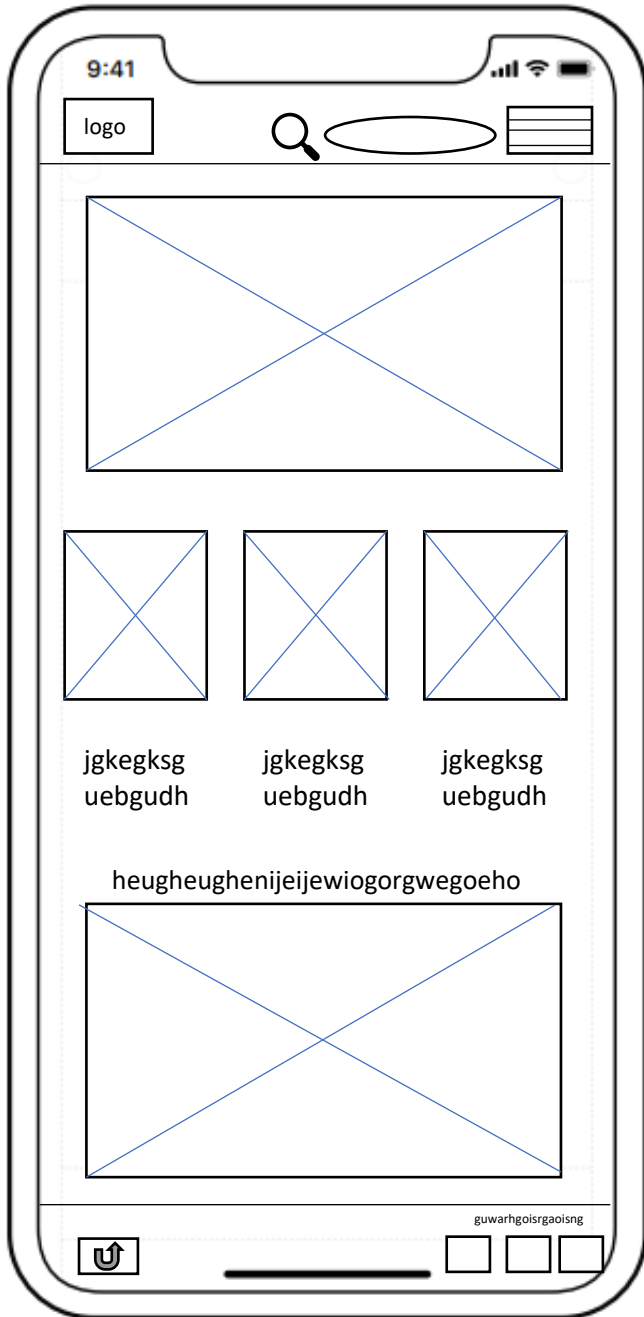 9:41
logo
jgkegksg
uebgudh
jgkegksg
uebgudh
jgkegksg
uebgudh
heugheughenijeijewiogorgwegoeho
guwarhgoisrgaoisng